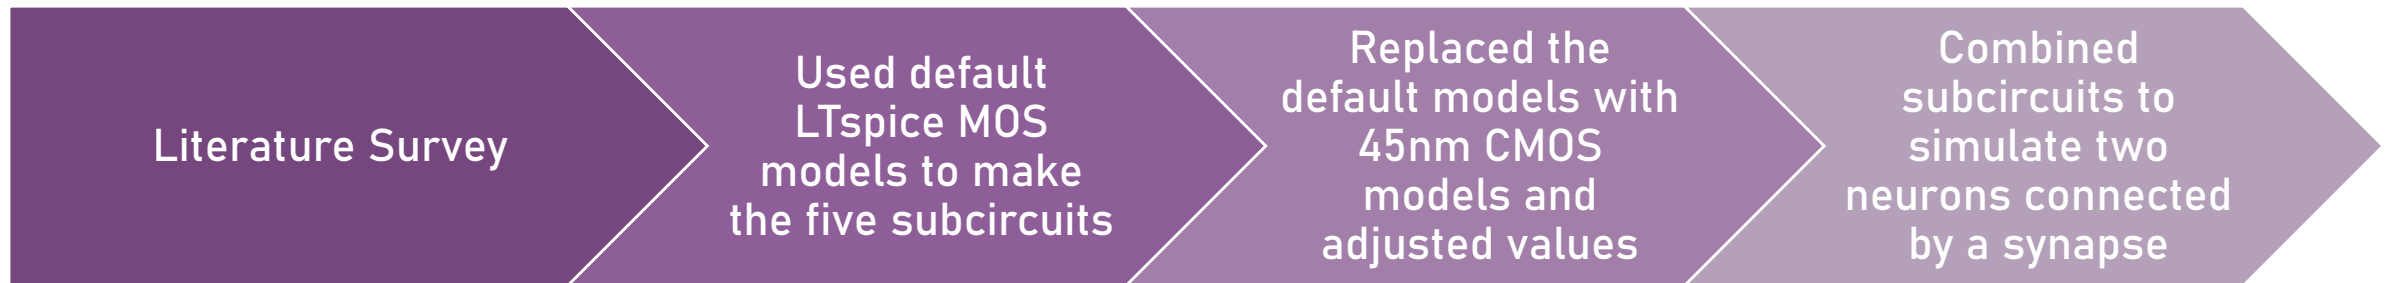 Literature Survey
Used default
LTspice MOS
models to make
the five subcircuits
Replaced the
default models with
45nm CMOS
models and
adjusted values
Combined
subcircuits to
simulate two
neurons connected
by a synapse